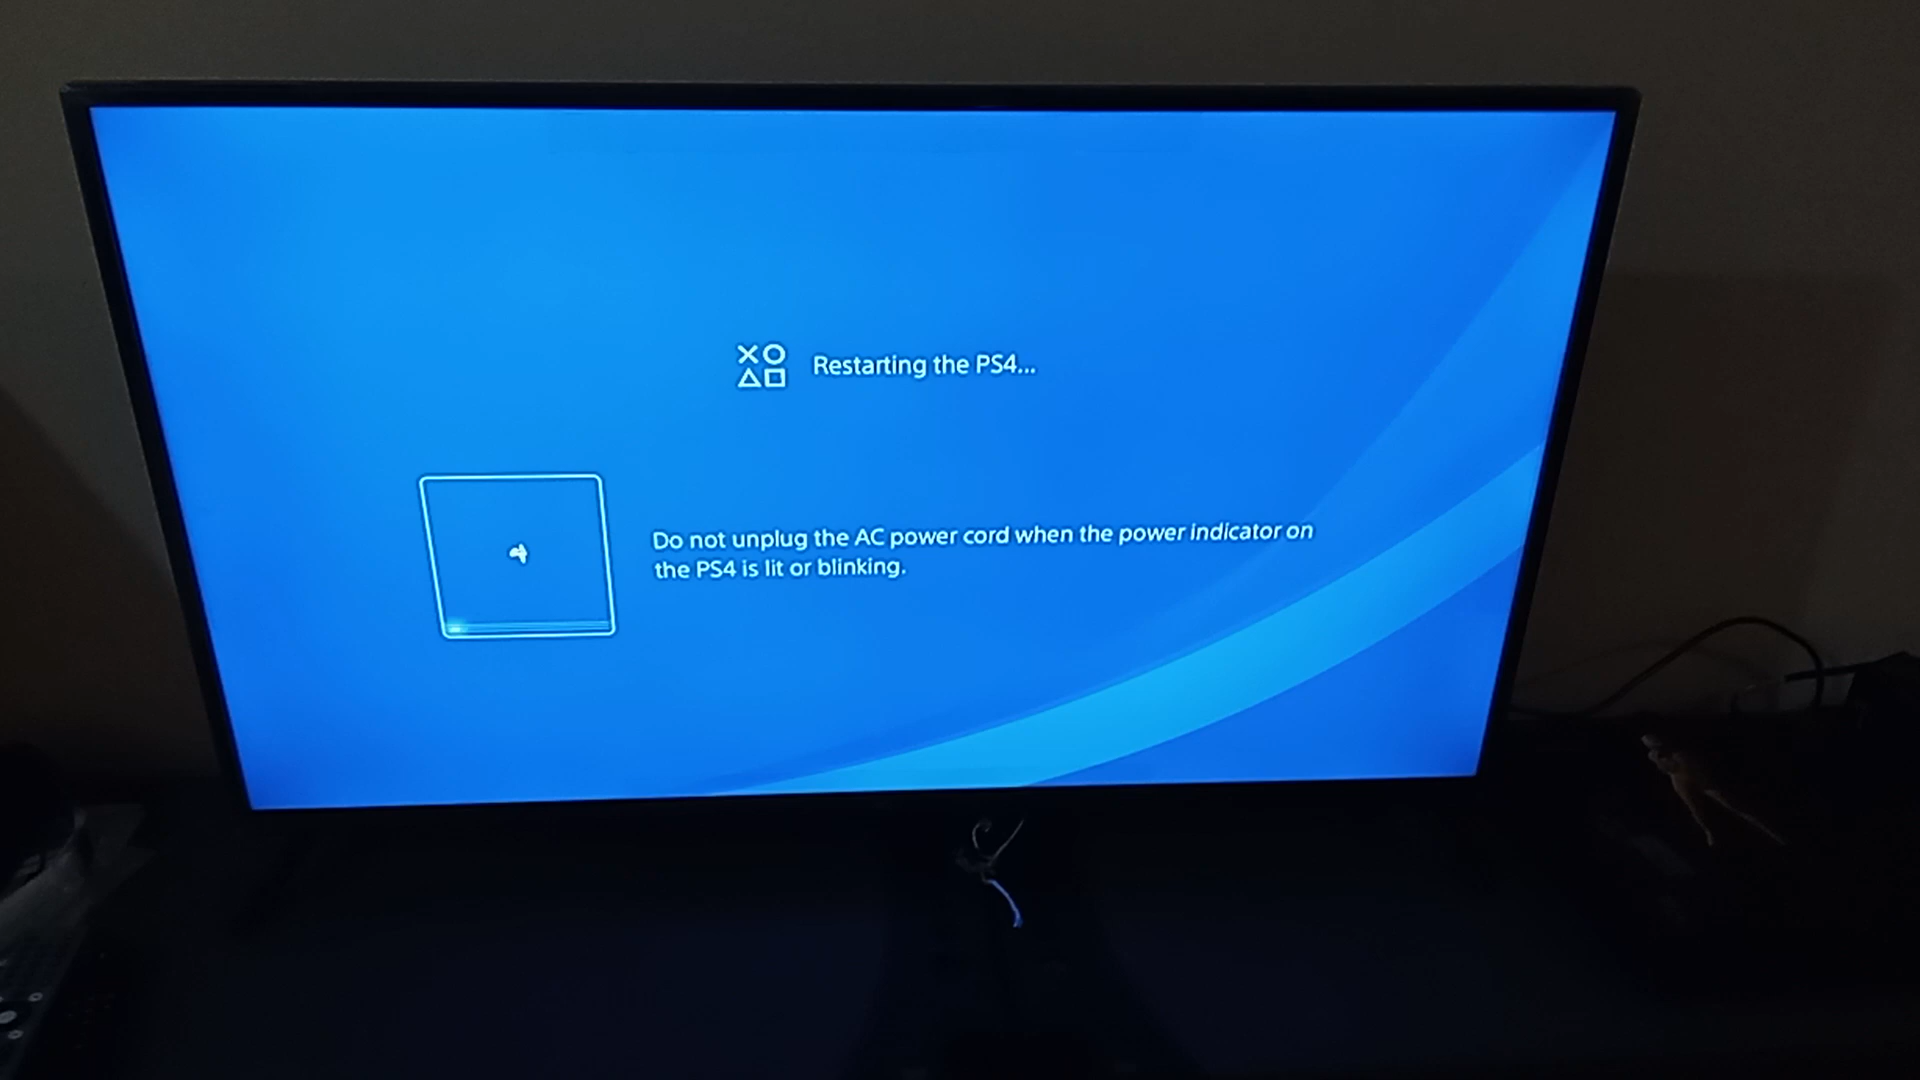 Restarting the PS4...
Do not unplug the AC power cord when the power indicator on
the PS4 is lit or blinking.